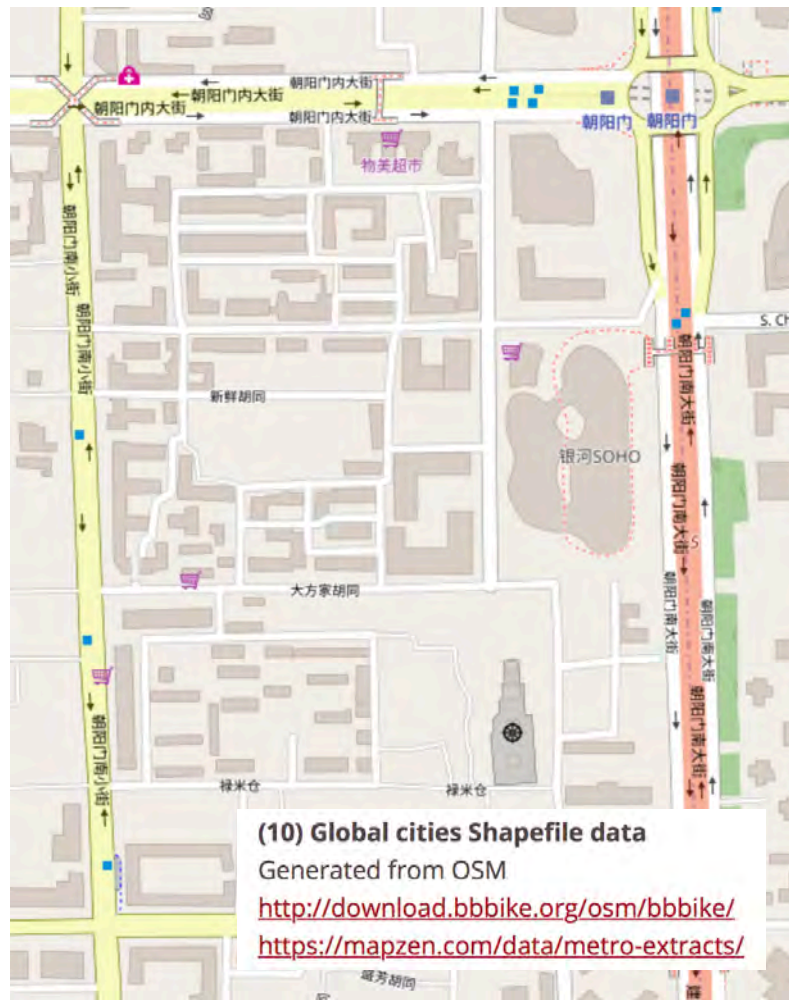 朝阳门内大街
朝阳门内大街
朝阳门内大街
朝阳门内大街
朝阳门
朝阳门
物美超市
朝阳门南小街
朝阳门南小街
S. Ch
朝阳门南大街
新鲜胡同
银河SOHO
朝阳门南大街
S
大方家胡同
朝阳门南大街
朝阳门南大街
朝阳门南小街
朝阳门南大街
禄米仓
禄米仓
(10) Global cities Shapefile data
Generated from OSM
http://download.bbbike.org/osm/bbbike/
https://mapzen.com/data/metro-extracts/
盛芳胡同
建